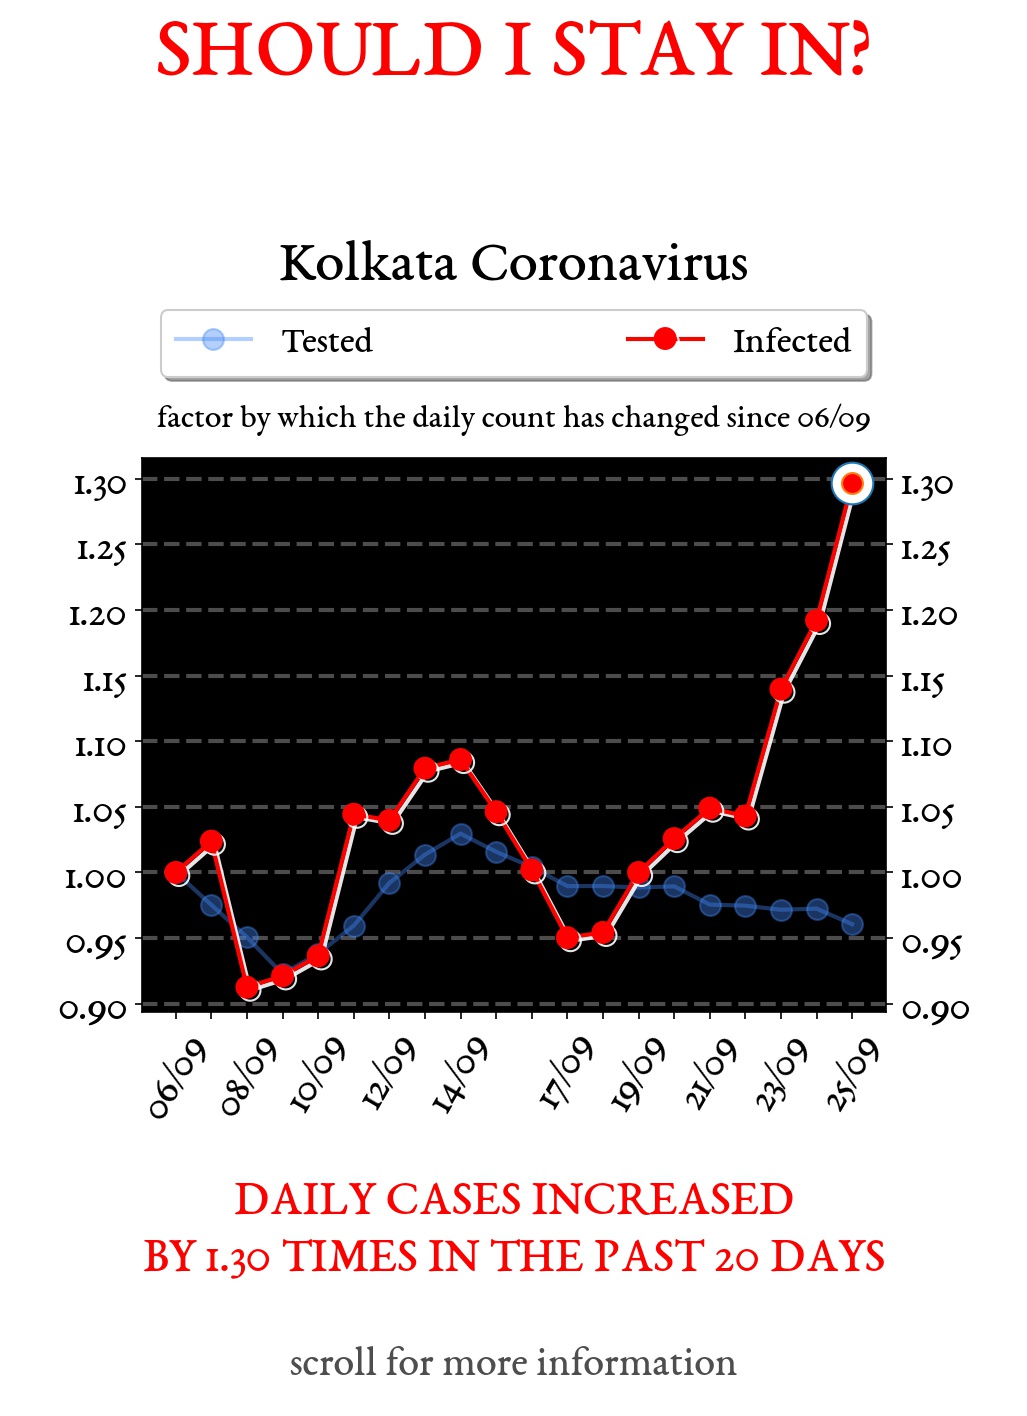 SHOULD I STAY IN?
Kolkata Coronavirus
Tested Infected
factor by which the daily count has changed since 06/09
1.30 1.30
1.25 1.25
1.20 1.20
1.15 1.15
1.10 1.10
1.05 1.05
1.00 1.00
0.95 0.95
0.90 0.90
06/09 08/09 10/09 12/09 14/09 17/09 19/09 21/09 23/09 25/09
DAILY CASES INCREASED
BY 1.30 TIMES IN THE PAST 20 DAYS
scroll for more information